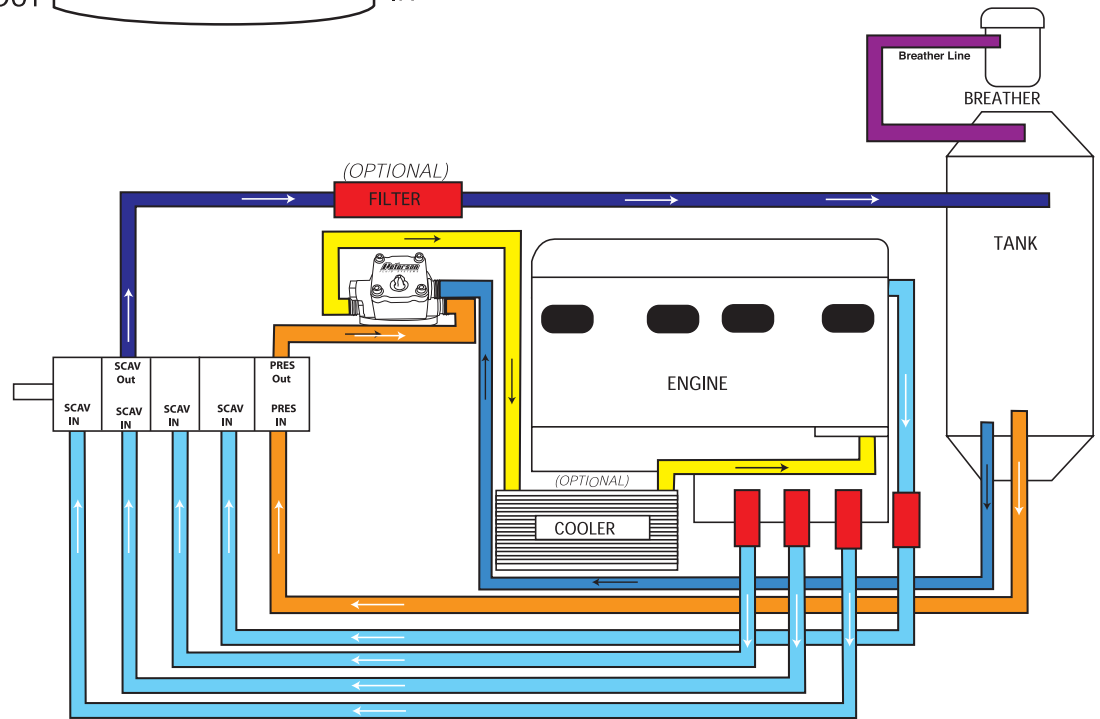 Breather Line
BREATHER
(OPTIONAL)
FILTER
TANK
Peterson
ENGINE
SCAV
Out
PRES
Out
SCAV
IN
SCAV
IN
SCAV
IN
SCAV
IN
PRES
IN
(OPTIONAL)
COOLER